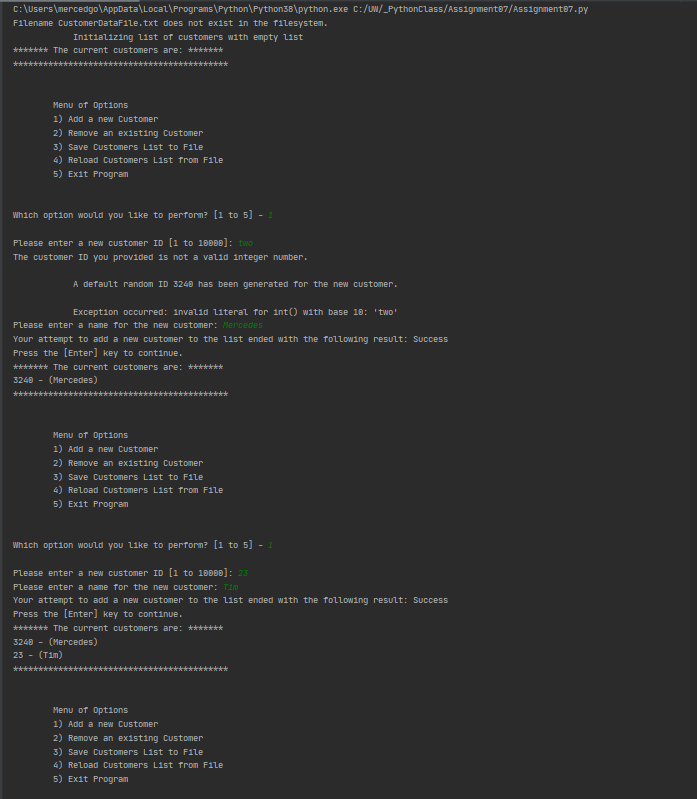 C:\Users\mercedgo\AppData\Local\Programs\Python\Python38\python.exe C:/UW/_PythonClass/Assignment07/Assignment07.py
Filename CustomerDataFile.txt does not exist in the filesystem.
Initializing list of customers with empty list
******* The current customers are: *******
*******************************************
Menu of Options
1) Add a new Customer
2) Remove an existing Customer
3) Save Customers List to File
4) Reload Customers List from File
5) Exit Program
Which option would you like to perform? [1 to 5] - 1
Please enter a new customer ID [1 to 10000]: two
The customer ID you provided is not a valid integer number.
A default random ID 3240 has been generated for the new customer.
Exception occurred: invalid literal for int() with base 10: 'two'
Please enter a name for the new customer: Mercedes
Your attempt to add a new customer to the list ended with the following result: Success
Press the [Enter] key to continue.
******* The current customers are: *******
3240 - (Mercedes)
*******************************************
Menu of Options
1) Add a new Customer
2) Remove an existing Customer
3) Save Customers List to File
4) Reload Customers List from File
5) Exit Program
Which option would you like to perform? [1 to 5] - 1
Please enter a new customer ID [1 to 10000]: 23
Please enter a name for the new customer: Tim
Your attempt to add a new customer to the list ended with the following result: Success
Press the [Enter] key to continue.
******* The current customers are: *******
3240 - (Mercedes)
23 - (Tim)
*******************************************
Menu of Options
1) Add a new Customer
2) Remove an existing Customer
3) Save Customers List to File
4) Reload Customers List from File
5) Exit Program